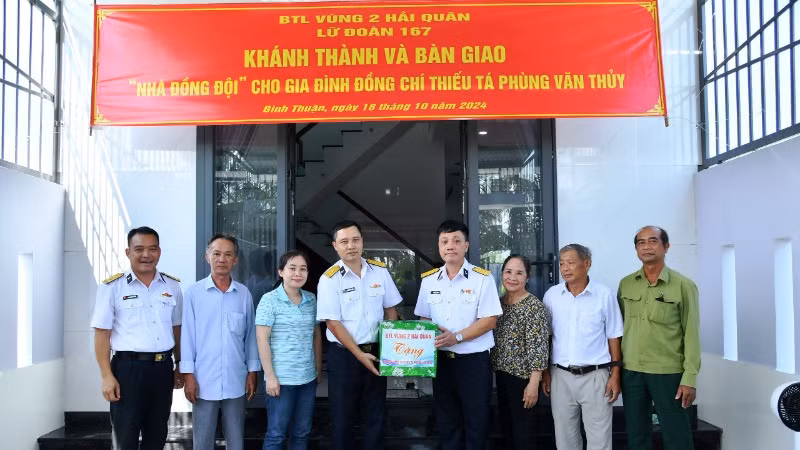 BTL VÙNG 2 HẢI QUÂN
LỮ ĐOÀN 167
KHÁNH THÀNH VÀ BÀN GIAO
"NHÀ ĐỒNG ĐỘI" CHO GIA ĐÌNH ĐỒNG CHÍ THIẾU TÁ PHÙNG VĂN THỦY
Bình Thuận, ngày 18 tháng 10 năm 2024
BTL VÙNG 2 HẢI QUÂN
Tặng